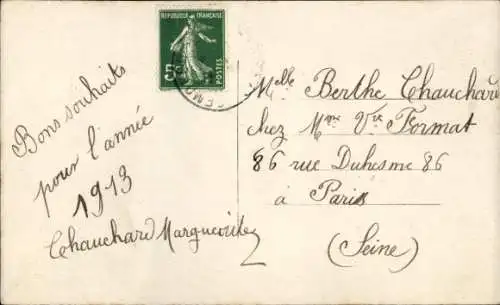 Bons souhaits
pour l'année
1913
Chauchard Marguerite
REPUBLIQUE FRANÇAISE
5c
POSTES
Melle Berthe Chauchard
chez Mme Vve Format
86 rue Duhesme 86
à Paris
(Seine)